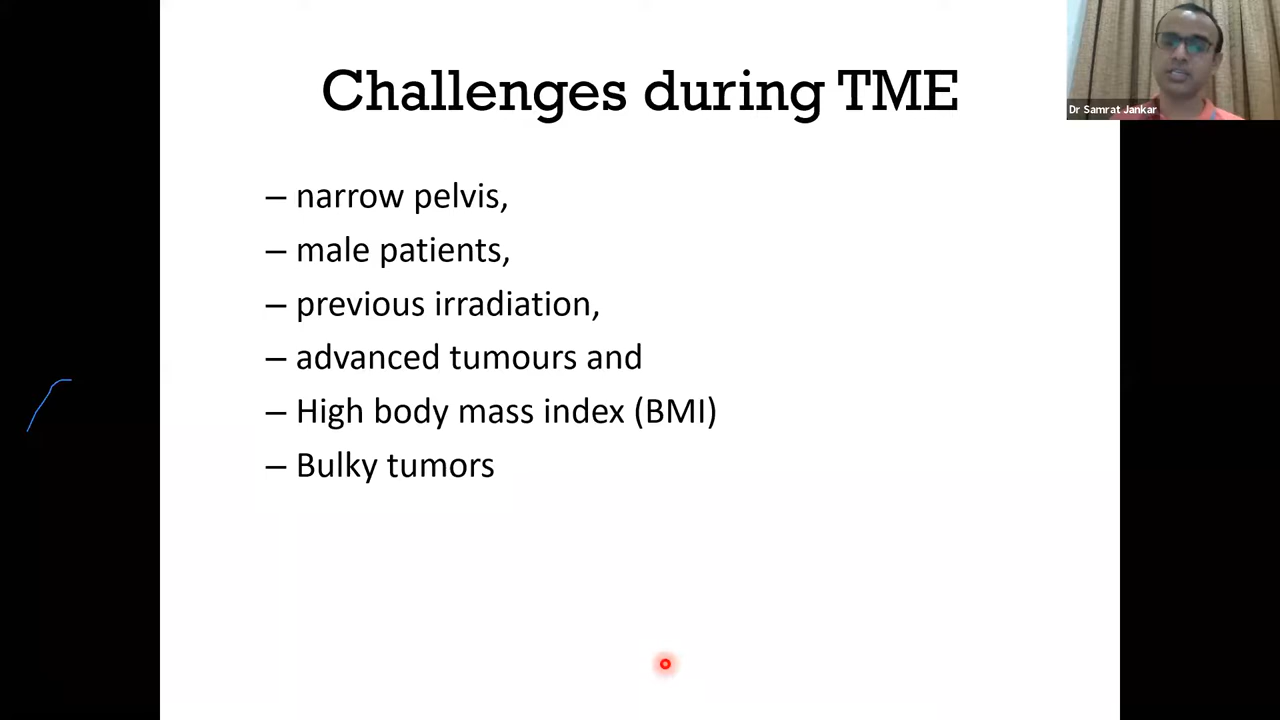 Challenges during TME
Dr Samrat Jankar
– narrow pelvis,
– male patients,
– previous irradiation,
– advanced tumours and
– High body mass index (BMI)
– Bulky tumors